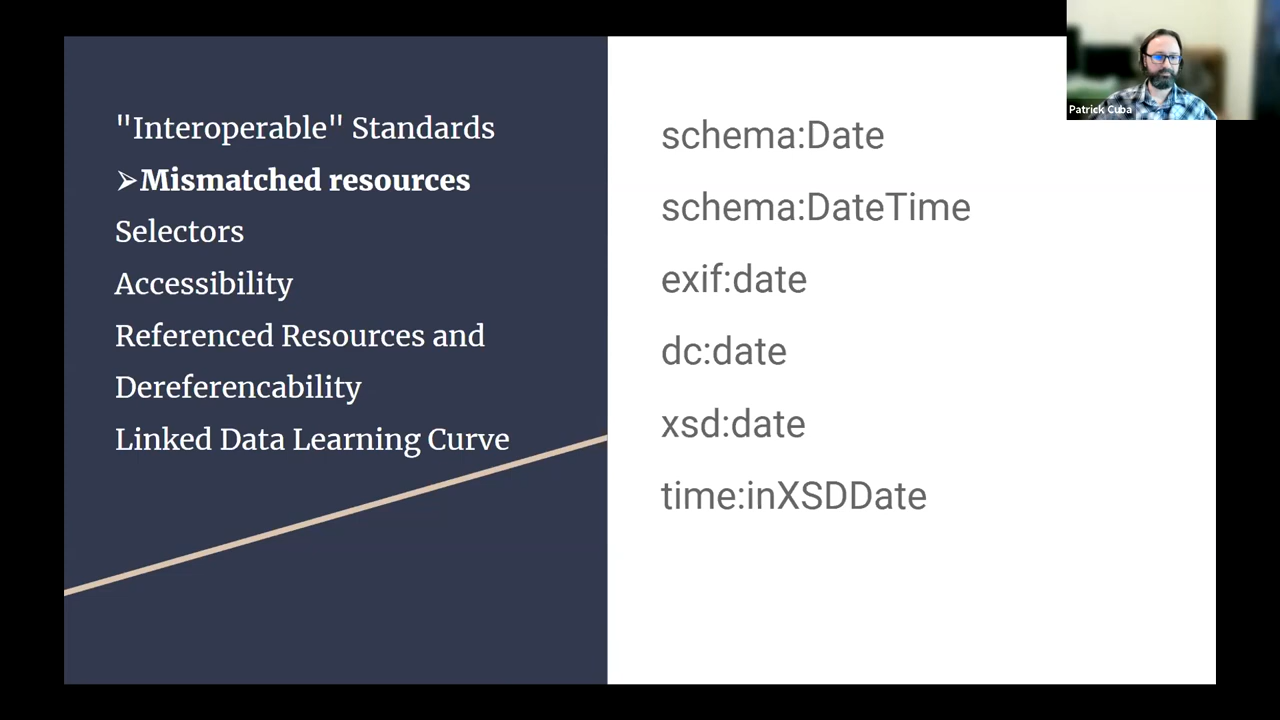 "Interoperable" Standards
➢Mismatched resources
Selectors
Accessibility
Referenced Resources and
Dereferencability
Linked Data Learning Curve
schema:Date
schema:DateTime
exif:date
dc:date
xsd:date
time:inXSDDate
Patrick Cuba